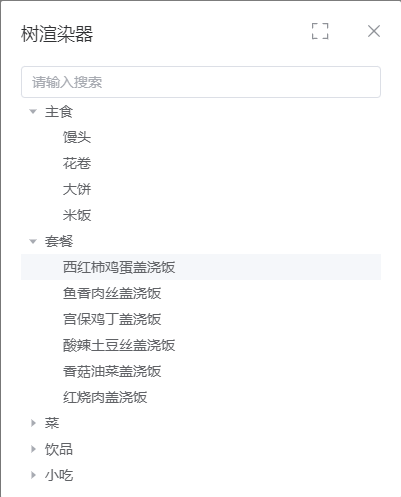 树渲染器
请输入搜索
主食
馒头
花卷
大饼
米饭
套餐
西红柿鸡蛋盖浇饭
鱼香肉丝盖浇饭
宫保鸡丁盖浇饭
酸辣土豆丝盖浇饭
香菇油菜盖浇饭
红烧肉盖浇饭
菜
饮品
小吃